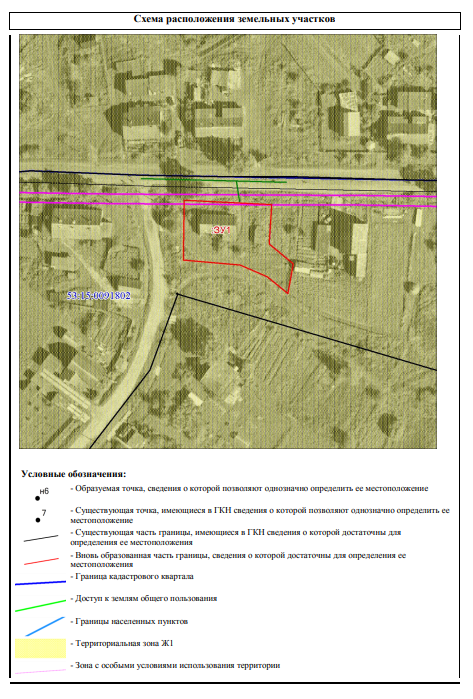 Схема расположения земельных участков
:ЗУ1
53:15:0091802
Условные обозначения:
н6
- Образуемая точка, сведения о которой позволяют однозначно определить ее местоположение
7
- Существующая точка, имеющиеся в ГКН сведения о которой позволяют однозначно определить ее
местоположение
- Существующая часть границы, имеющиеся в ГКН сведения о которой достаточны для
определения ее местоположения
- Вновь образованная часть границы, сведения о которой достаточны для определения ее
местоположения
- Граница кадастрового квартала
- Доступ к землям общего пользования
- Границы населенных пунктов
- Территориальная зона Ж1
- Зона с особыми условиями использования территории